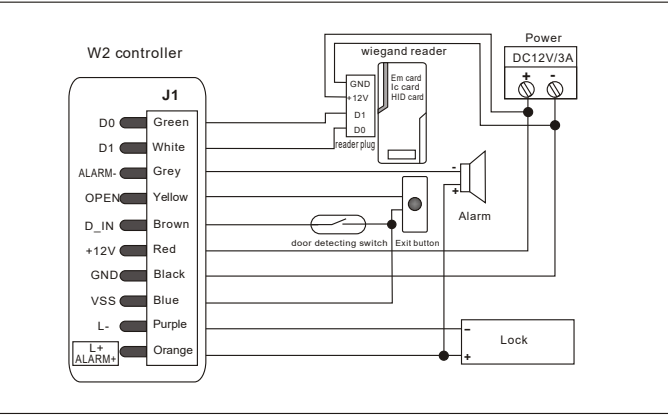 W2 controller
J1
D0 Green
D1 White
ALARM- Grey
OPEN Yellow
D_IN Brown
+12V Red
GND Black
VSS Blue
L- Purple
L+
ALARM+
Orange
wiegand reader
GND
+12V
D1
D0
reader plug
Em card
Ic card
HID card
Power
DC12V/3A
+ -
-
+
Alarm
door detecting switch
Exit button
-
+
Lock